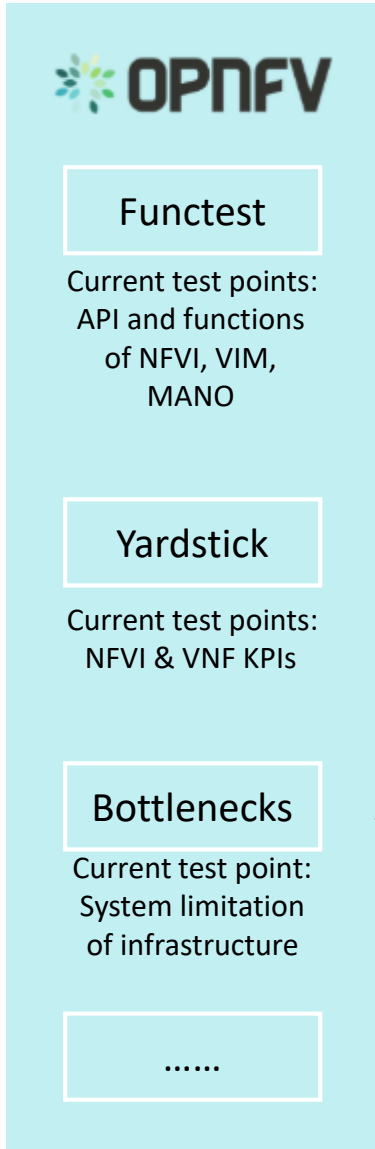 OPNFV
Functest
Current test points:
API and functions
of NFVI, VIM,
MANO
Yardstick
Current test points:
NFVI & VNF KPIs
Bottlenecks
Current test point:
System limitation
of infrastructure
......